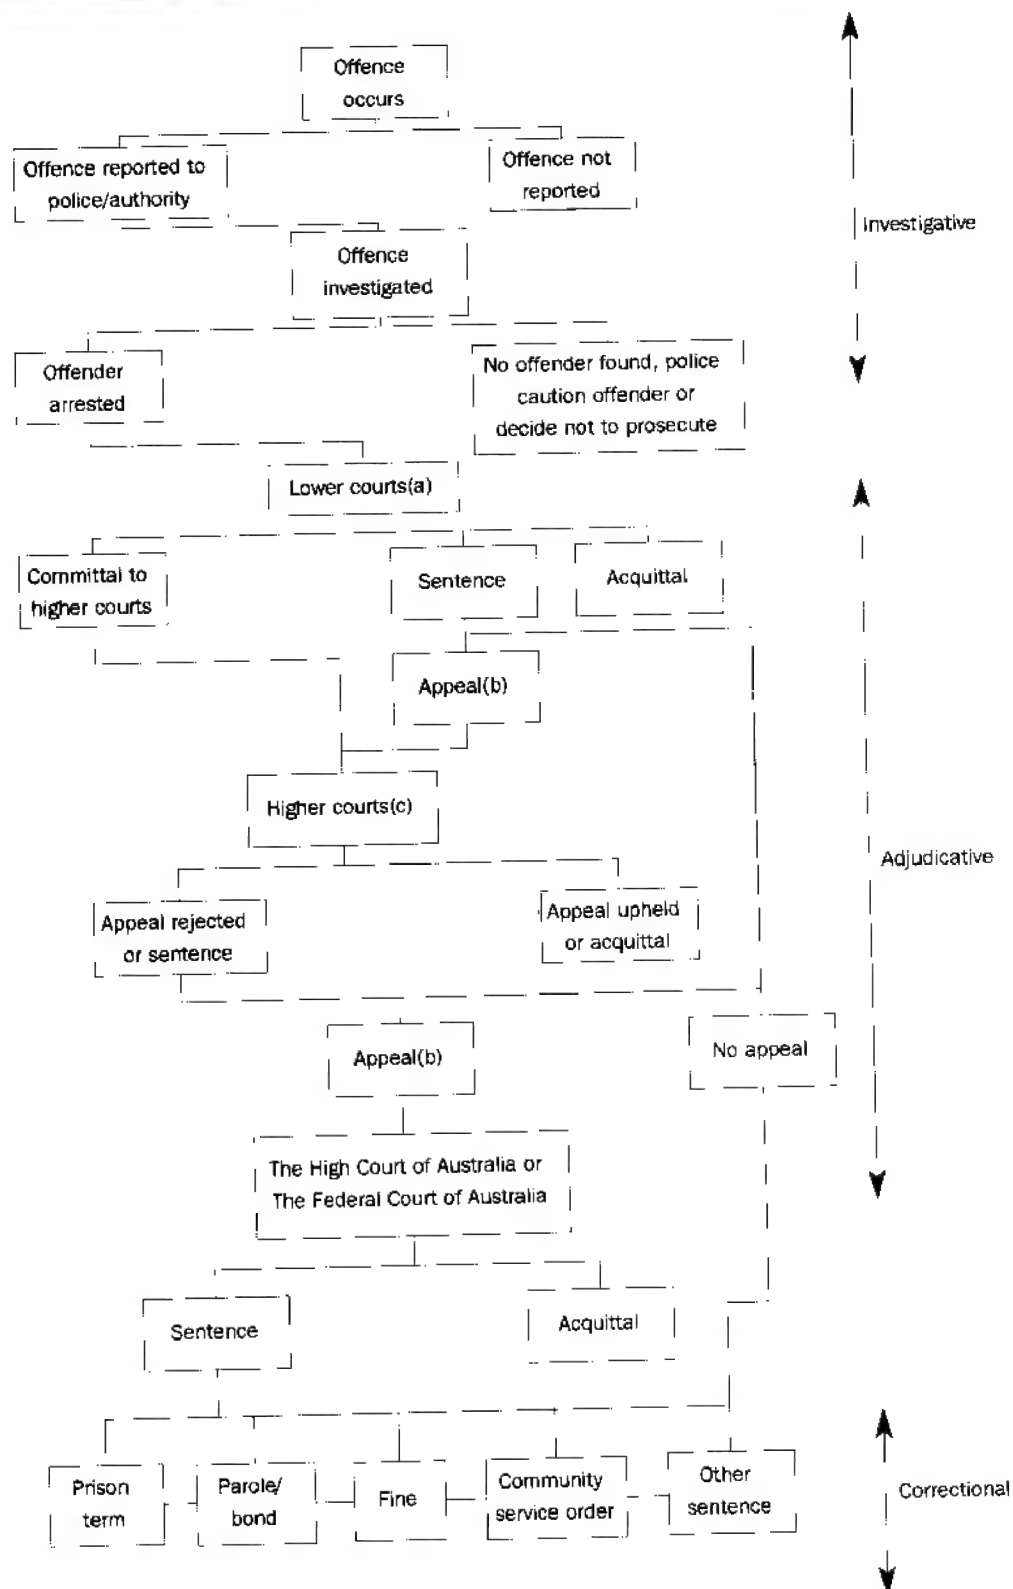 Offence
occurs
Offence reported to
police/authority
Offence not
reported
Investigative
Offence
investigated
Offender
arrested
No offender found, police
caution offender or
decide not to prosecute
Lower courts(a)
Committal to
higher courts
Sentence
Acquittal
Appeal(b)
Higher courts(c)
Adjudicative
Appeal rejected
or sentence
Appeal upheld
or acquittal
Appeal(b)
No appeal
The High Court of Australia or
The Federal Court of Australia
Sentence
Acquittal
Prison
term
Parole/
bond
Fine
Community
service order
Other
sentence
Correctional